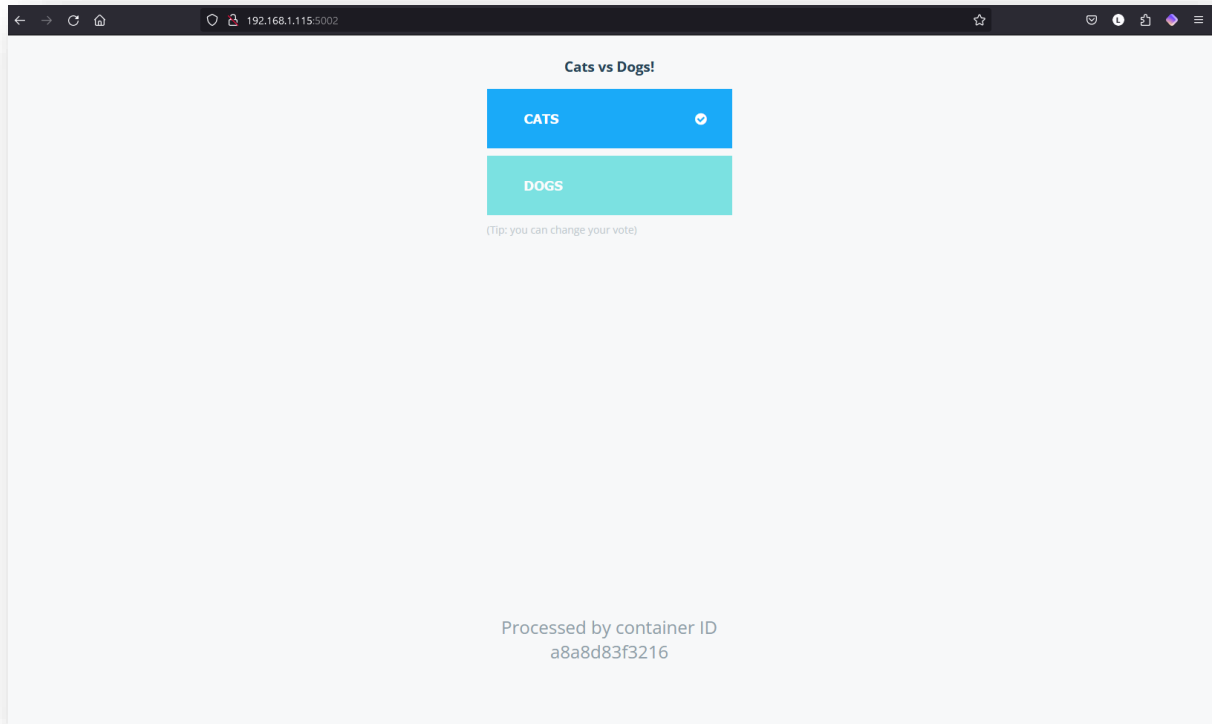 192.168.1.115:5002
L
Cats vs Dogs!
CATS
DOGS
(Tip: you can change your vote)
Processed by container ID
a8a8d83f3216